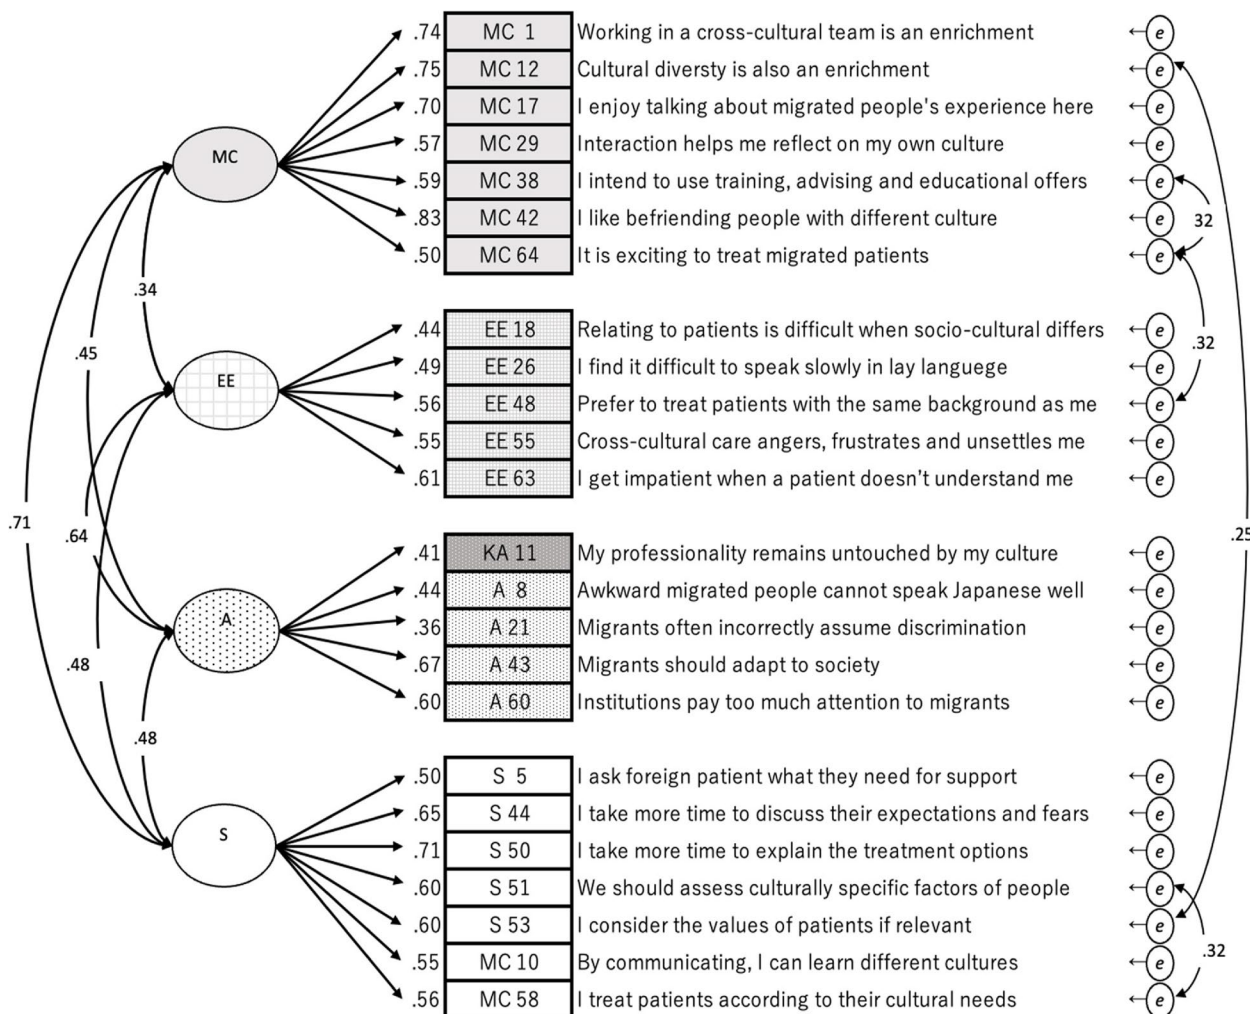 .74 MC 1 Working in a cross-cultural team is an enrichment ← e
.75 MC 12 Cultural diversty is also an enrichment ← e
.70 MC 17 I enjoy talking about migrated people's experience here ← e
.57 MC 29 Interaction helps me reflect on my own culture ← e
MC
.59 MC 38 I intend to use training, advising and educational offers ← e
.83 MC 42 I like befriending people with different culture ← e
32
.50 MC 64 It is exciting to treat migrated patients ← e
.34
.44 EE 18 Relating to patients is difficult when socio-cultural differs ← e
.32
.45
.49 EE 26 I find it difficult to speak slowly in lay languege ← e
EE
.56 EE 48 Prefer to treat patients with the same background as me ← e
.55 EE 55 Cross-cultural care angers, frustrates and unsettles me ← e
.61 EE 63 I get impatient when a patient doesn't understand me ← e
.71
.64
.25
.41 KA 11 My professionality remains untouched by my culture ← e
.44 A 8 Awkward migrated people cannot speak Japanese well ← e
A
.36 A 21 Migrants often incorrectly assume discrimination ← e
.67 A 43 Migrants should adapt to society ← e
.48
.60 A 60 Institutions pay too much attention to migrants ← e
.48
.50 S 5 I ask foreign patient what they need for support ← e
.65 S 44 I take more time to discuss their expectations and fears ← e
S
.71 S 50 I take more time to explain the treatment options ← e
.60 S 51 We should assess culturally specific factors of people ← e
.60 S 53 I consider the values of patients if relevant ← e
.32
.55 MC 10 By communicating, I can learn different cultures ← e
.56 MC 58 I treat patients according to their cultural needs ← e